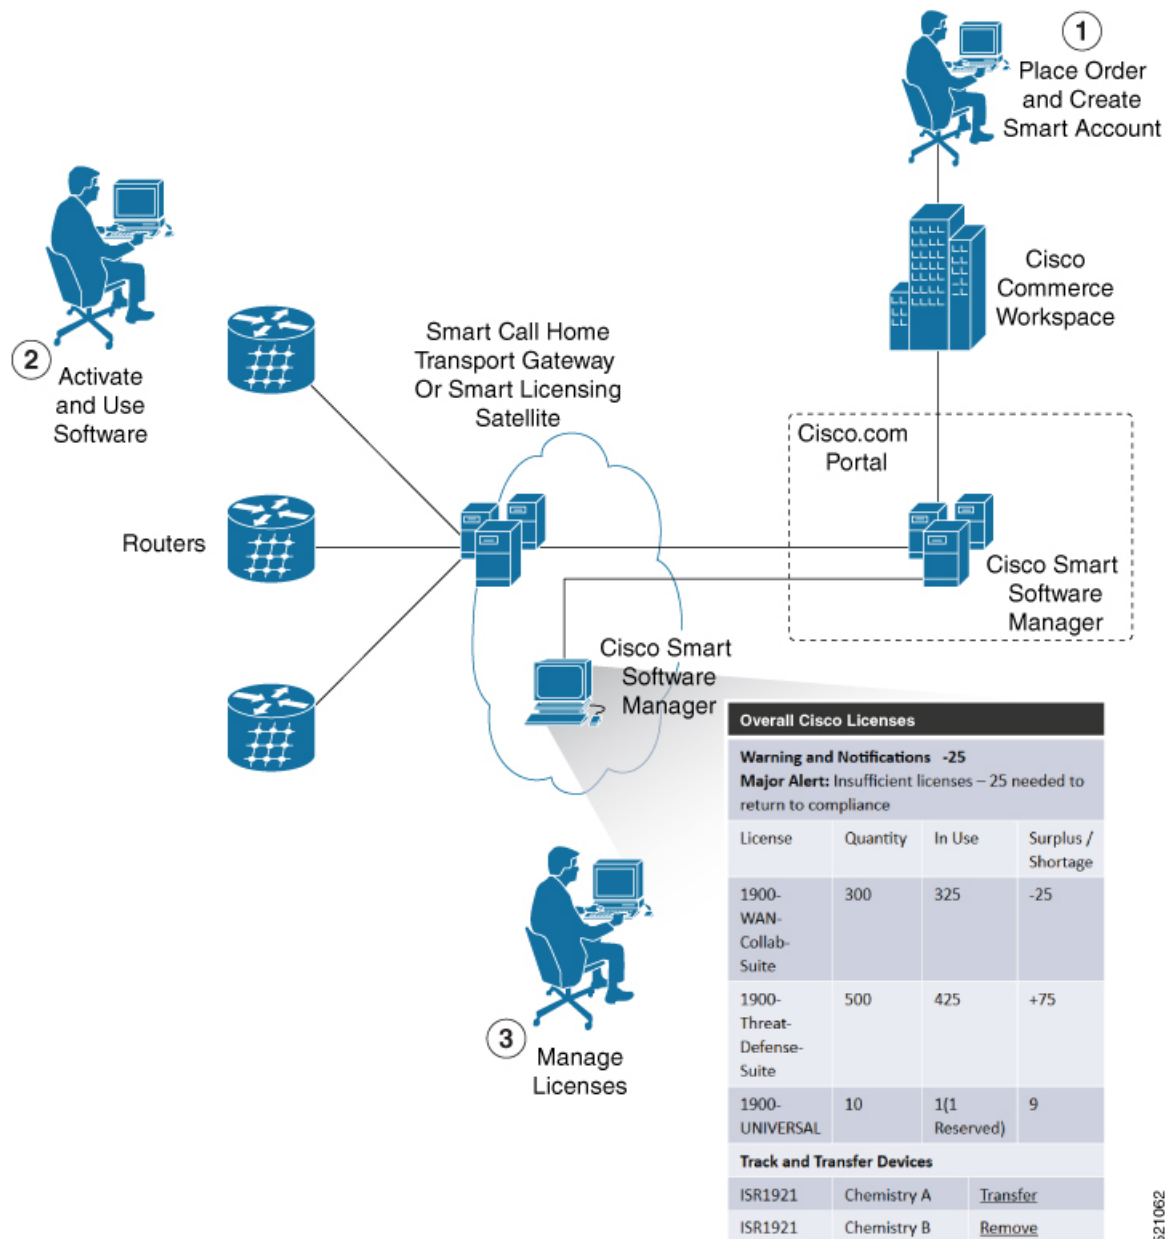 1
Place Order
and Create
Smart Account
Cisco
Commerce
Workspace
2
Activate
and Use
Software
Smart Call Home
Transport Gateway
Or Smart Licensing
Satellite
Cisco.com
Portal
Routers
Cisco Smart
Software
Manager
Cisco Smart
Software
Manager
3
Manage
Licenses
Overall Cisco Licenses
Warning and Notifications -25
Major Alert: Insufficient licenses – 25 needed to
return to compliance
License Quantity In Use Surplus /
Shortage
1900- 300 325 -25
WAN-
Collab-
Suite
1900- 500 425 +75
Threat-
Defense-
Suite
1900- 10 1(1 9
UNIVERSAL Reserved)
Track and Transfer Devices
ISR1921 Chemistry A Transfer
ISR1921 Chemistry B Remove
521062